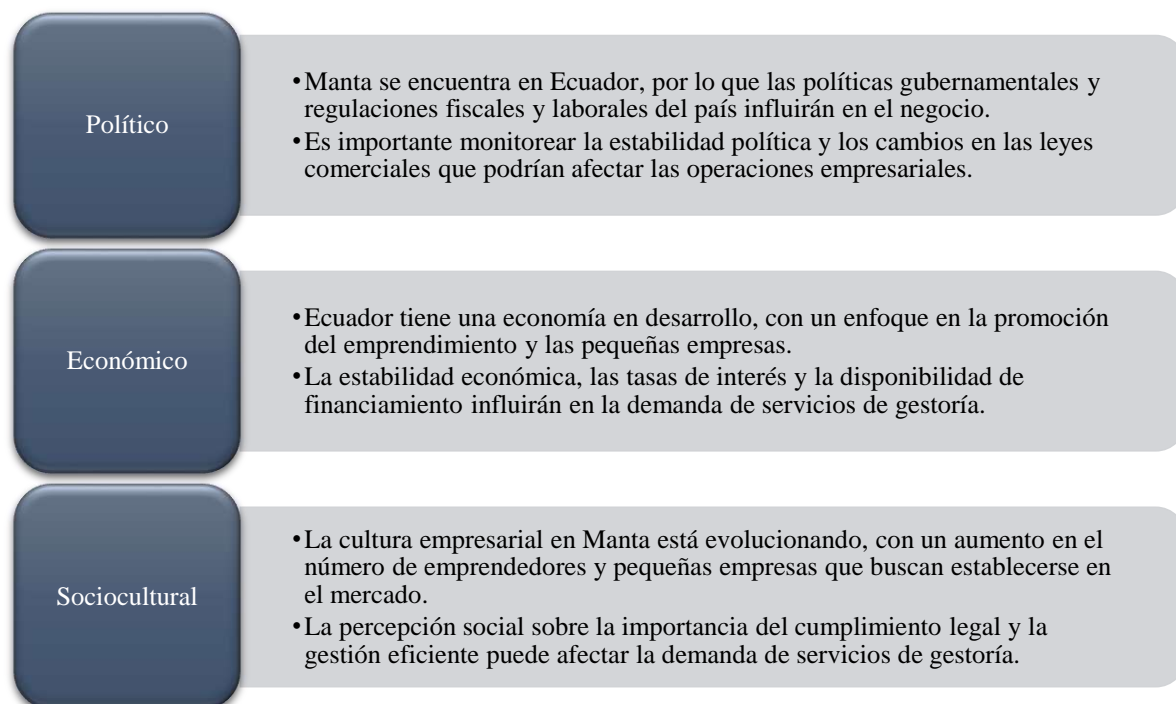 Político
•Manta se encuentra en Ecuador, por lo que las políticas gubernamentales y
regulaciones fiscales y laborales del país influirán en el negocio.
•Es importante monitorear la estabilidad política y los cambios en las leyes
comerciales que podrían afectar las operaciones empresariales.
Económico
•Ecuador tiene una economía en desarrollo, con un enfoque en la promoción
del emprendimiento y las pequeñas empresas.
•La estabilidad económica, las tasas de interés y la disponibilidad de
financiamiento influirán en la demanda de servicios de gestoría.
Sociocultural
•La cultura empresarial en Manta está evolucionando, con un aumento en el
número de emprendedores y pequeñas empresas que buscan establecerse en
el mercado.
•La percepción social sobre la importancia del cumplimiento legal y la
gestión eficiente puede afectar la demanda de servicios de gestoría.